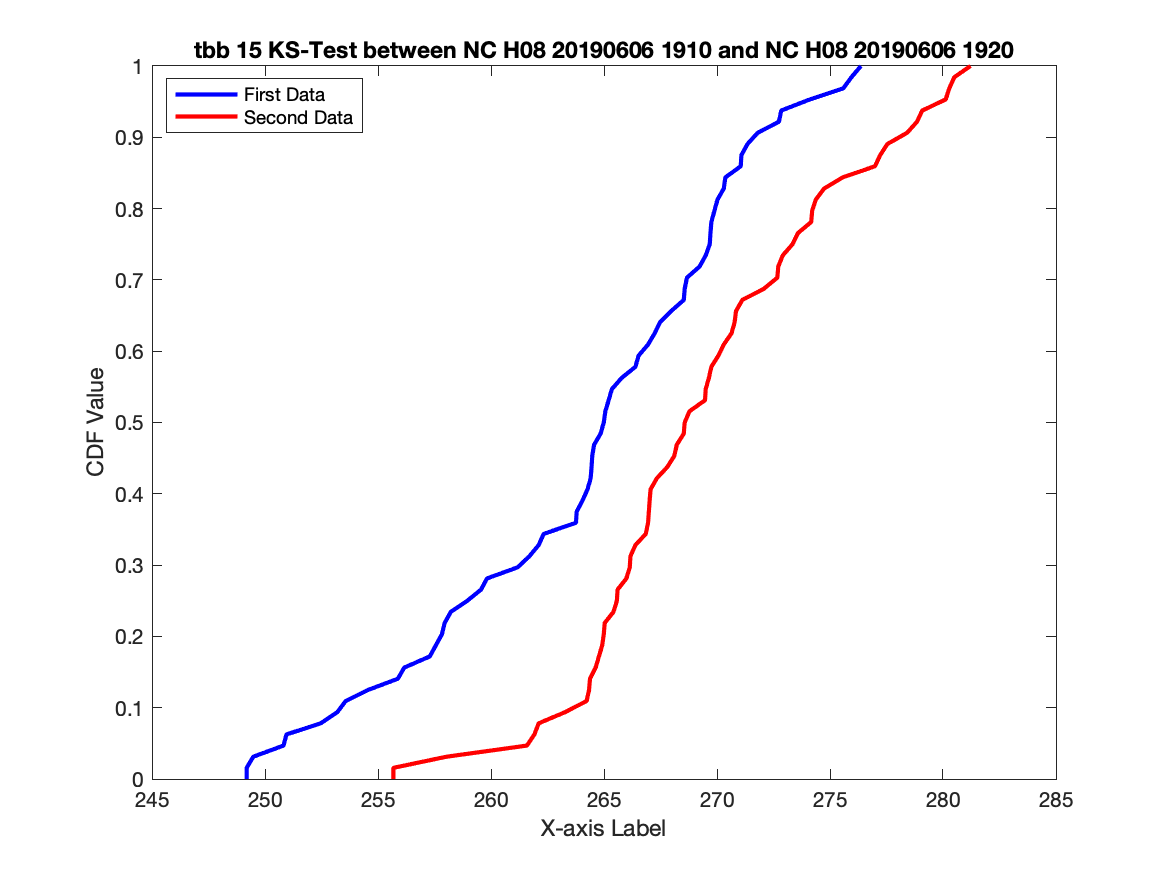 tbb 15 KS-Test between NC H08 20190606 1910 and NC H08 20190606 1920
First Data
Second Data
1
0.9
0.8
0.7
0.6
0.5
0.4
0.3
0.2
0.1
0
CDF Value
245 250 255 260 265 270 275 280 285
X-axis Label